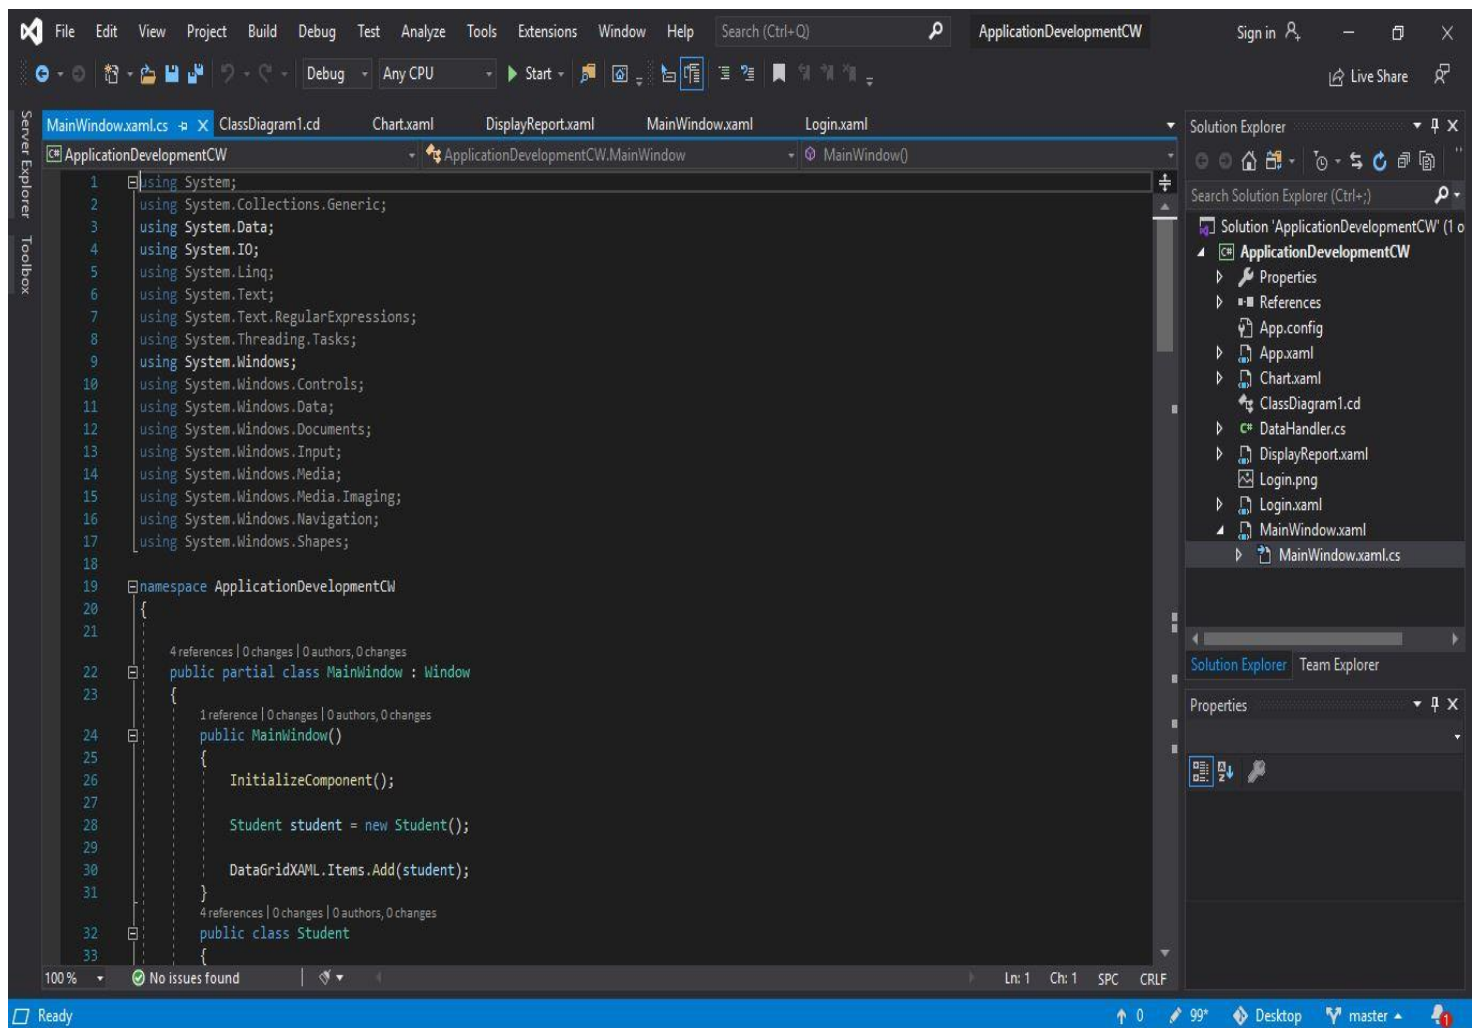 File Edit View Project Build Debug Test Analyze Tools Extensions Window Help Search (Ctrl+Q) ApplicationDevelopmentCW Sign in
Debug Any CPU Start Live Share
Server Explorer
Toolbox
MainWindow.xaml.cs ClassDiagram1.cd Chart.xaml DisplayReport.xaml MainWindow.xaml Login.xaml
C# ApplicationDevelopmentCW ApplicationDevelopmentCW.MainWindow MainWindow()
1 using System;
2 using System.Collections.Generic;
3 using System.Data;
4 using System.IO;
5 using System.Linq;
6 using System.Text;
7 using System.Text.RegularExpressions;
8 using System.Threading.Tasks;
9 using System.Windows;
10 using System.Windows.Controls;
11 using System.Windows.Data;
12 using System.Windows.Documents;
13 using System.Windows.Input;
14 using System.Windows.Media;
15 using System.Windows.Media.Imaging;
16 using System.Windows.Navigation;
17 using System.Windows.Shapes;
18
19 namespace ApplicationDevelopmentCW
20 {
21
4 references | 0 changes | 0 authors, 0 changes
22 public partial class MainWindow : Window
23 {
1 reference | 0 changes | 0 authors, 0 changes
24 public MainWindow()
25 {
26 InitializeComponent();
27
28 Student student = new Student();
29
30 DataGridXAML.Items.Add(student);
31 }
4 references | 0 changes | 0 authors, 0 changes
32 public class Student
33 {
100 % No issues found Ln: 1 Ch: 1 SPC CRLF
Solution Explorer
Search Solution Explorer (Ctrl+;)
Solution 'ApplicationDevelopmentCW' (1 o
C# ApplicationDevelopmentCW
Properties
References
App.config
App.xaml
Chart.xaml
ClassDiagram1.cd
C# DataHandler.cs
DisplayReport.xaml
Login.png
Login.xaml
MainWindow.xaml
MainWindow.xaml.cs
Solution Explorer Team Explorer
Properties
Ready 0 99* Desktop master 1